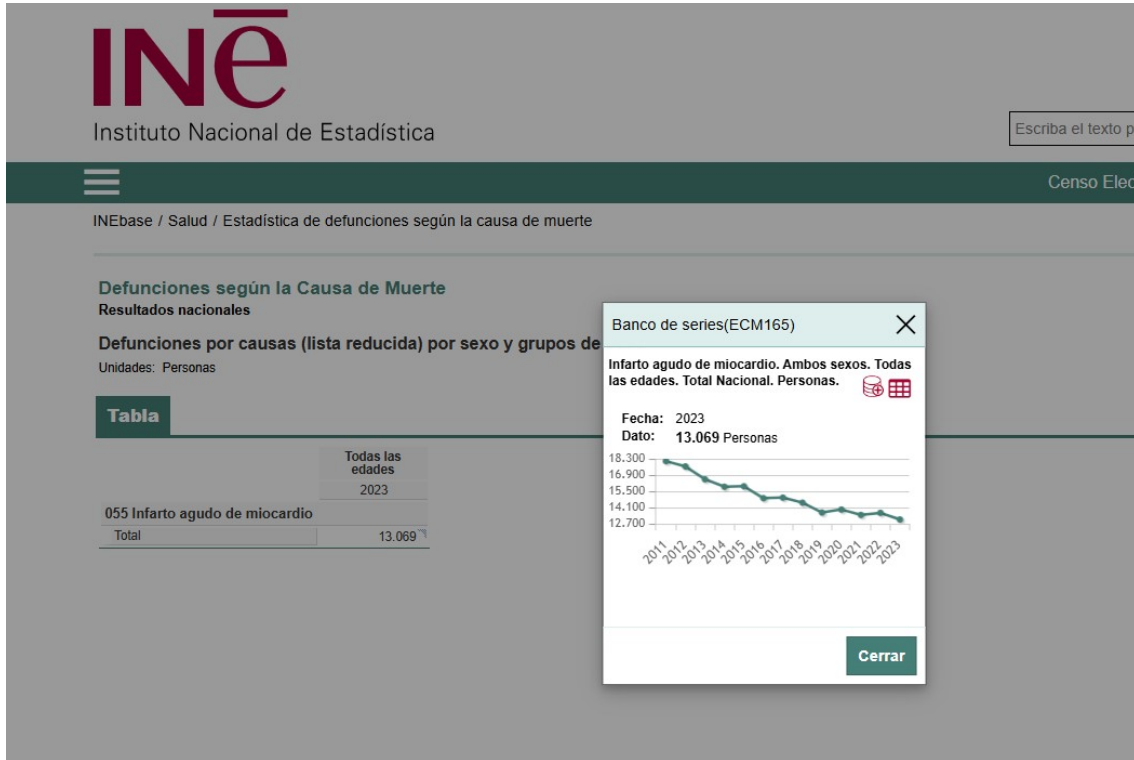 INe
Instituto Nacional de Estadística
Escriba el texto p
Censo Elec
INEbase / Salud / Estadística de defunciones según la causa de muerte
Defunciones según la Causa de Muerte
Resultados nacionales
Defunciones por causas (lista reducida) por sexo y grupos de
Unidades: Personas
Tabla
Todas las
edades
2023
055 Infarto agudo de miocardio
Total 13.069
Banco de series(ECM165)
Infarto agudo de miocardio. Ambos sexos. Todas
las edades. Total Nacional. Personas.
Fecha: 2023
Dato: 13.069 Personas
18.300
16.900
15.500
14.100
12.700
2011 2012 2013 2014 2015 2016 2017 2018 2019 2020 2021 2022 2023
Cerrar